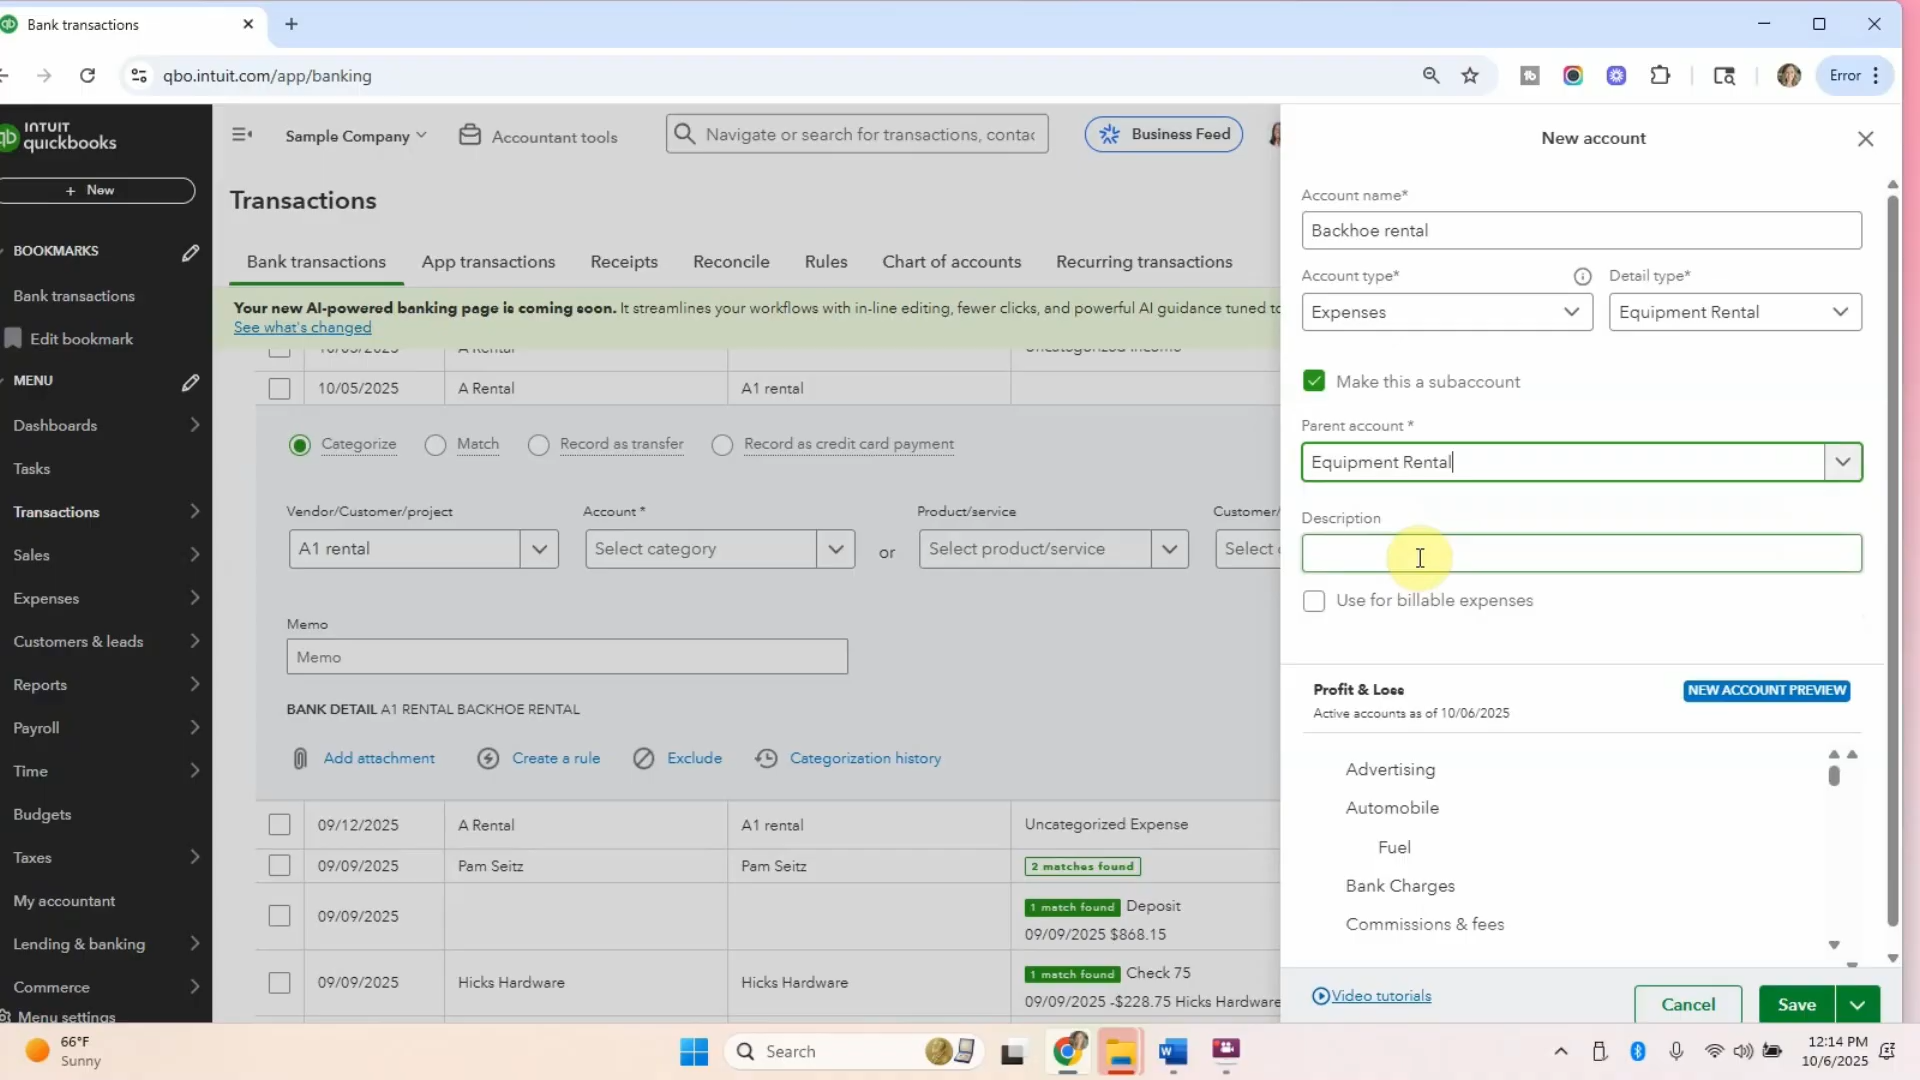 Bank transactions
qbo.intuit.com/app/banking
Error
INTUIT
quickbooks
+ New
BOOKMARKS
Bank transactions
Edit bookmark
MENU
Dashboards
Tasks
Transactions
Sales
Expenses
Customers & leads
Reports
Payroll
Time
Budgets
Taxes
My accountant
Lending & banking
Commerce
Menu settings
Sample Company
Accountant tools
Navigate or search for transactions, contac
Business Feed
Transactions
Bank transactions App transactions Receipts Reconcile Rules Chart of accounts Recurring transactions
Your new AI-powered banking page is coming soon. It streamlines your workflows with in-line editing, fewer clicks, and powerful AI guidance tuned to
See what's changed
10/05/2025 A Rental Uncategorized Income
10/05/2025 A Rental A1 rental
Categorize Match Record as transfer Record as credit card payment
Vendor/Customer/project Account * Product/service Customer/
A1 rental Select category or Select product/service Select c
Memo
Memo
BANK DETAIL A1 RENTAL BACKHOE RENTAL
Add attachment Create a rule Exclude Categorization history
09/12/2025 A Rental A1 rental Uncategorized Expense
09/09/2025 Pam Seitz Pam Seitz 2 matches found
09/09/2025 1 match found Deposit
09/09/2025 $868.15
09/09/2025 Hicks Hardware Hicks Hardware 1 match found Check 75
09/09/2025 -$228.75 Hicks Hardware
New account
Account name*
Backhoe rental
Account type* Detail type*
Expenses Equipment Rental
Make this a subaccount
Parent account *
Equipment Rental
Description
Use for billable expenses
Profit & Loss NEW ACCOUNT PREVIEW
Active accounts as of 10/06/2025
Advertising
Automobile
Fuel
Bank Charges
Commissions & fees
Video tutorials
Cancel Save
66°F
Sunny
Search
12:14 PM
10/6/2025